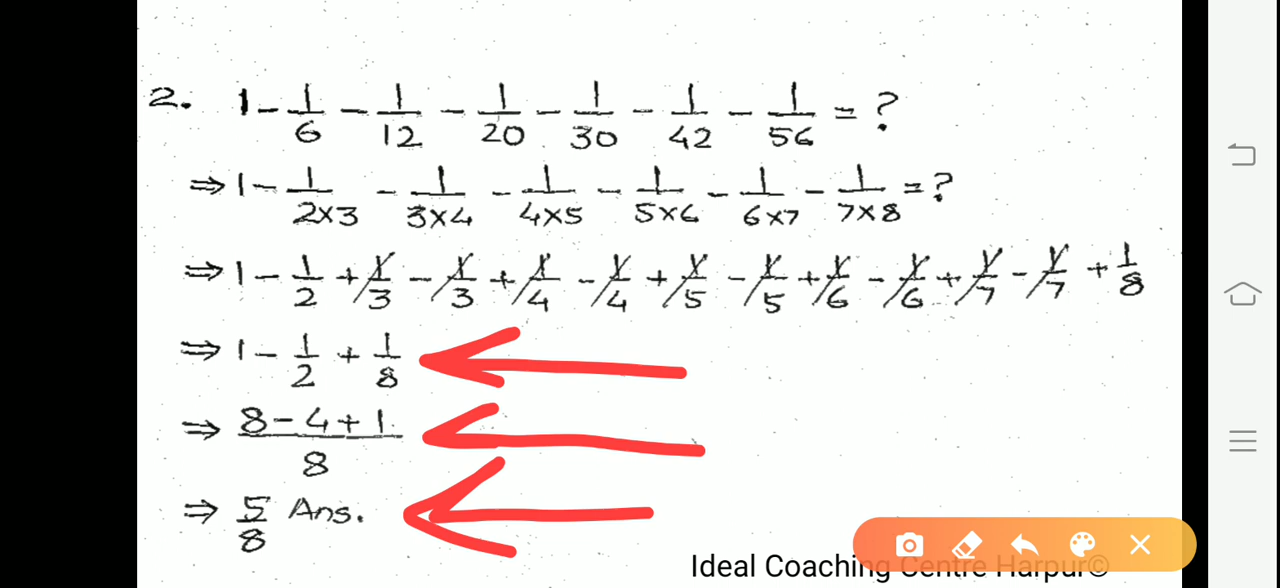 2. 1 - 1/6 - 1/12 - 1/20 - 1/30 - 1/42 - 1/56 = ?
⇒ 1 - 1/2×3 - 1/3×4 - 1/4×5 - 1/5×6 - 1/6×7 - 1/7×8 = ?
⇒ 1 - 1/2 + 1/3 - 1/3 + 1/4 - 1/4 + 1/5 - 1/5 + 1/6 - 1/6 + 1/7 - 1/7 + 1/8
⇒ 1 - 1/2 + 1/8
⇒ 8-4+1/8
⇒ 5/8 Ans.
Ideal Coaching Centre Harpur©